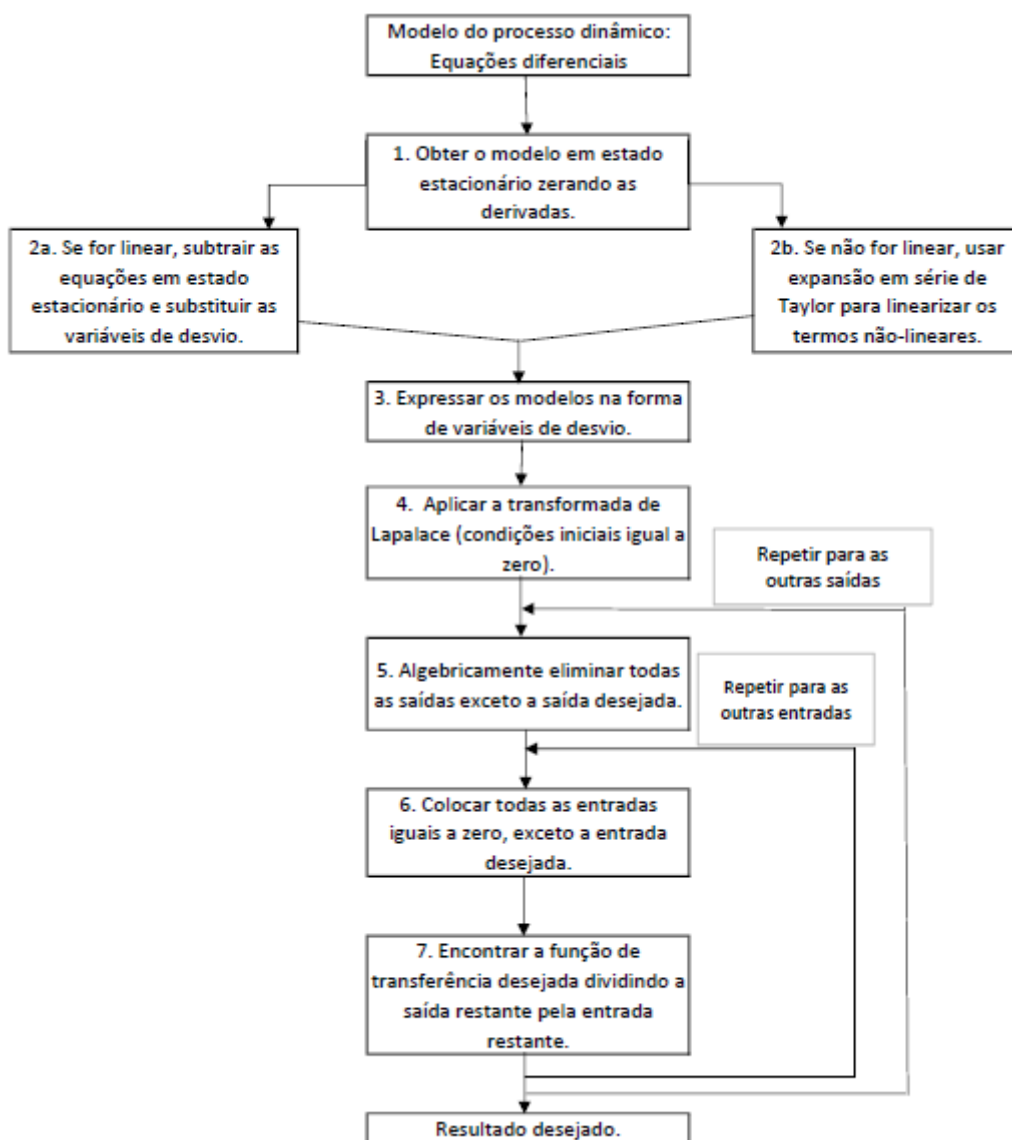 Modelo do processo dinâmico:
Equações diferenciais
1. Obter o modelo em estado
estacionário zerando as
derivadas.
2a. Se for linear, subtrair as
equações em estado
estacionário e substituir as
variáveis de desvio.
2b. Se não for linear, usar
expansão em série de
Taylor para linearizar os
termos não-lineares.
3. Expressar os modelos na forma
de variáveis de desvio.
4. Aplicar a transformada de
Lapalace (condições iniciais igual a
zero).
Repetir para as
outras saídas
5. Algebricamente eliminar todas
as saídas exceto a saída desejada.
Repetir para as
outras entradas
6. Colocar todas as entradas
iguais a zero, exceto a entrada
desejada.
7. Encontrar a função de
transferência desejada dividindo a
saída restante pela entrada
restante.
Resultado desejado.